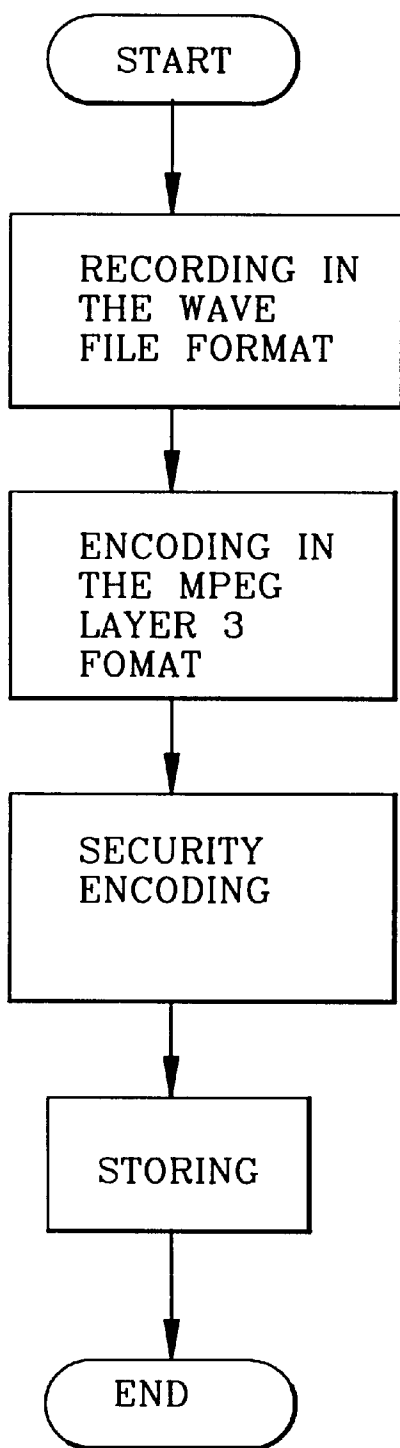 START
RECORDING IN
THE WAVE
FILE FORMAT
ENCODING IN
THE MPEG
LAYER 3
FOMAT
SECURITY
ENCODING
STORING
END